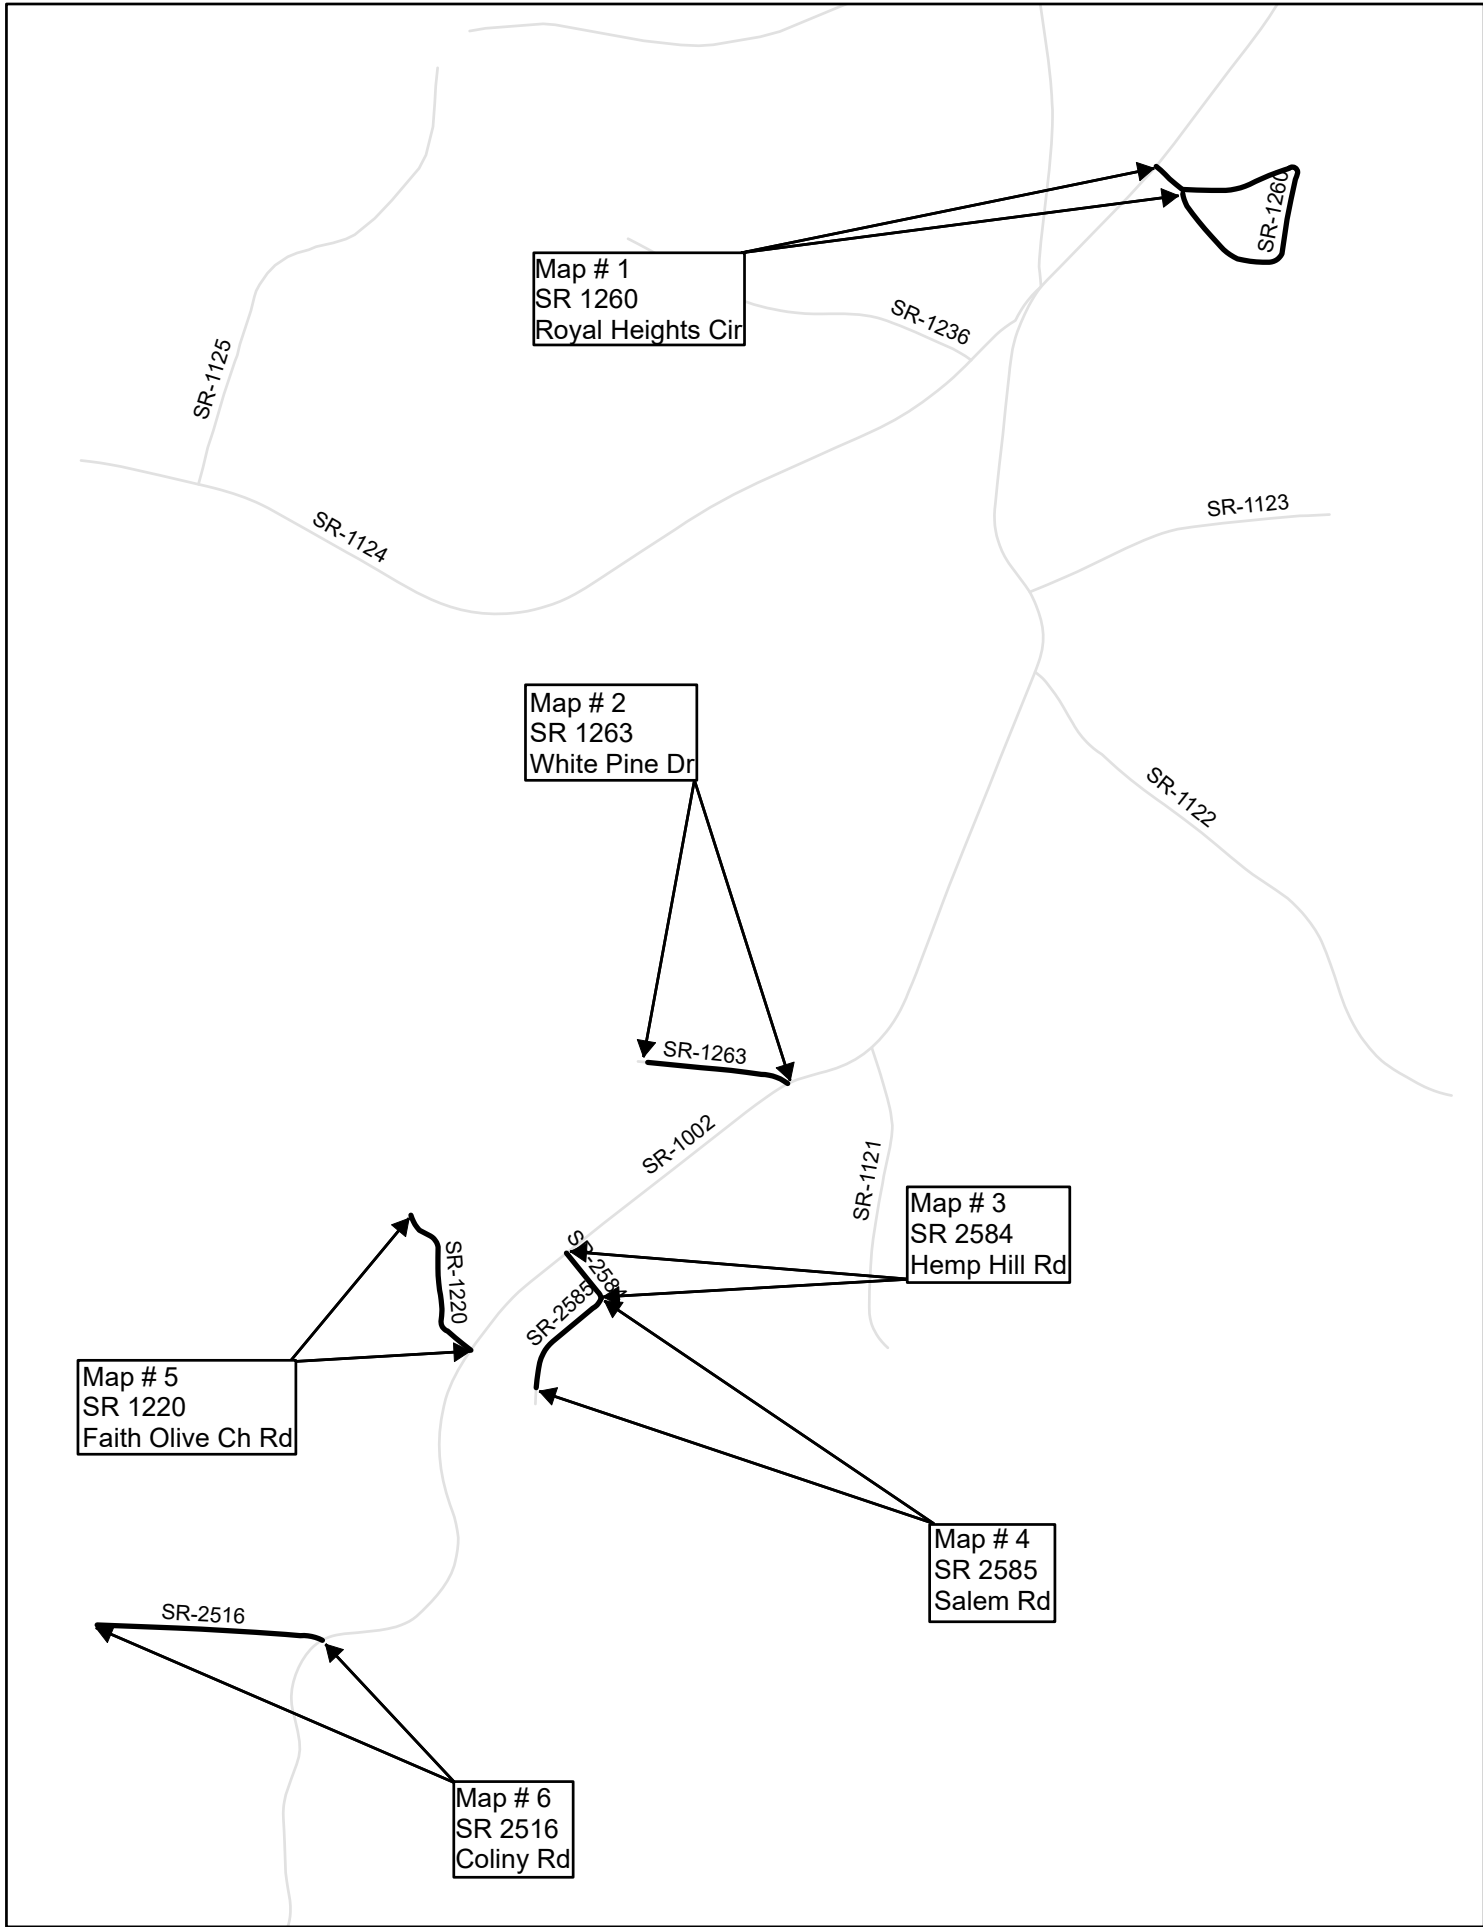 SR-1260
Map # 1
SR 1260
Royal Heights Cir
SR-1236
SR-1125
SR-1123
SR-1124
Map # 2
SR 1263
White Pine Dr
SR-1122
SR-1263
SR-1002
SR-1121
Map # 3
SR 2584
Hemp Hill Rd
SR-2584
SR-1220
SR-2585
Map # 5
SR 1220
Faith Olive Ch Rd
Map # 4
SR 2585
Salem Rd
SR-2516
Map # 6
SR 2516
Coliny Rd